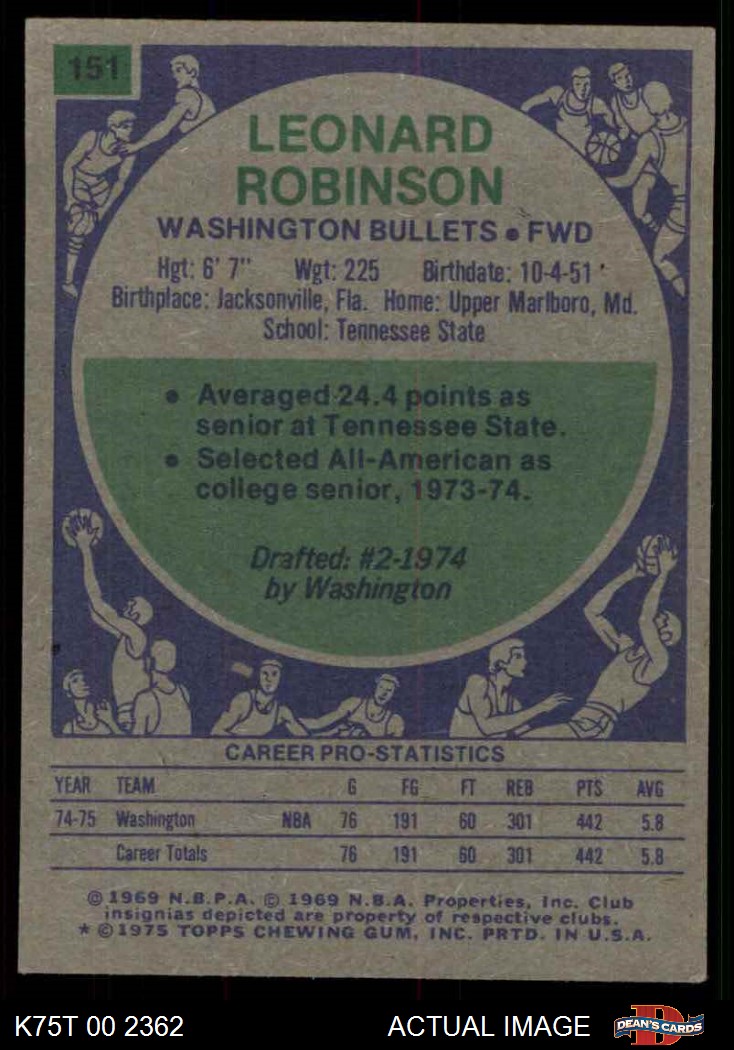 151
LEONARD
ROBINSON
WASHINGTON BULLETS • FWD
Hgt: 6' 7" Wgt: 225 Birthdate: 10-4-51
Birthplace: Jacksonville, Fla. Home: Upper Marlboro, Md.
School: Tennessee State
• Averaged 24.4 points as
senior at Tennessee State.
• Selected All-American as
college senior, 1973-74.
Drafted: #2-1974
by Washington
CAREER PRO-STATISTICS
YEAR TEAM G FG FT REB PTS AVG
74-75 Washington NBA 76 191 60 301 442 5.8
Career Totals 76 191 60 301 442 5.8
© 1969 N.B.P.A. © 1969 N.B.A. Properties, Inc. Club
insignias depicted are property of respective clubs.
* © 1975 TOPPS CHEWING GUM, INC. PRTD. IN U.S.A.
K75T 00 2362 ACTUAL IMAGE DEAN'S CARDS